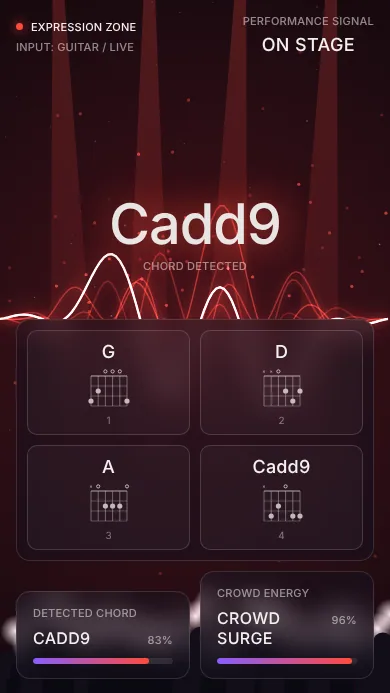 EXPRESSION ZONE
INPUT: GUITAR / LIVE
PERFORMANCE SIGNAL
ON STAGE
Cadd9
CHORD DETECTED
G
1
D
2
A
3
Cadd9
4
DETECTED CHORD
CADD9
83%
CROWD ENERGY
CROWD
SURGE
96%